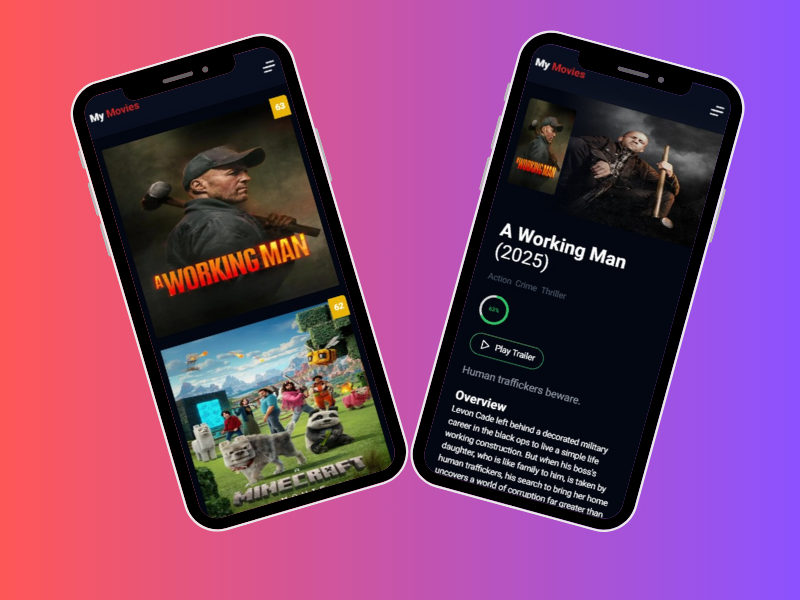 My Movies
63
A WORKING MAN
62
A
MINECRAFT
My Movies
A WORKING MAN
A Working Man
(2025)
Action Crime Thriller
63%
Play Trailer
Human traffickers beware.
Overview
Levon Cade left behind a decorated military
career in the black ops to live a simple life
working construction. But when his boss's
daughter, who is like family to him, is taken by
human traffickers, his search to bring her home
uncovers a world of corruption far greater than